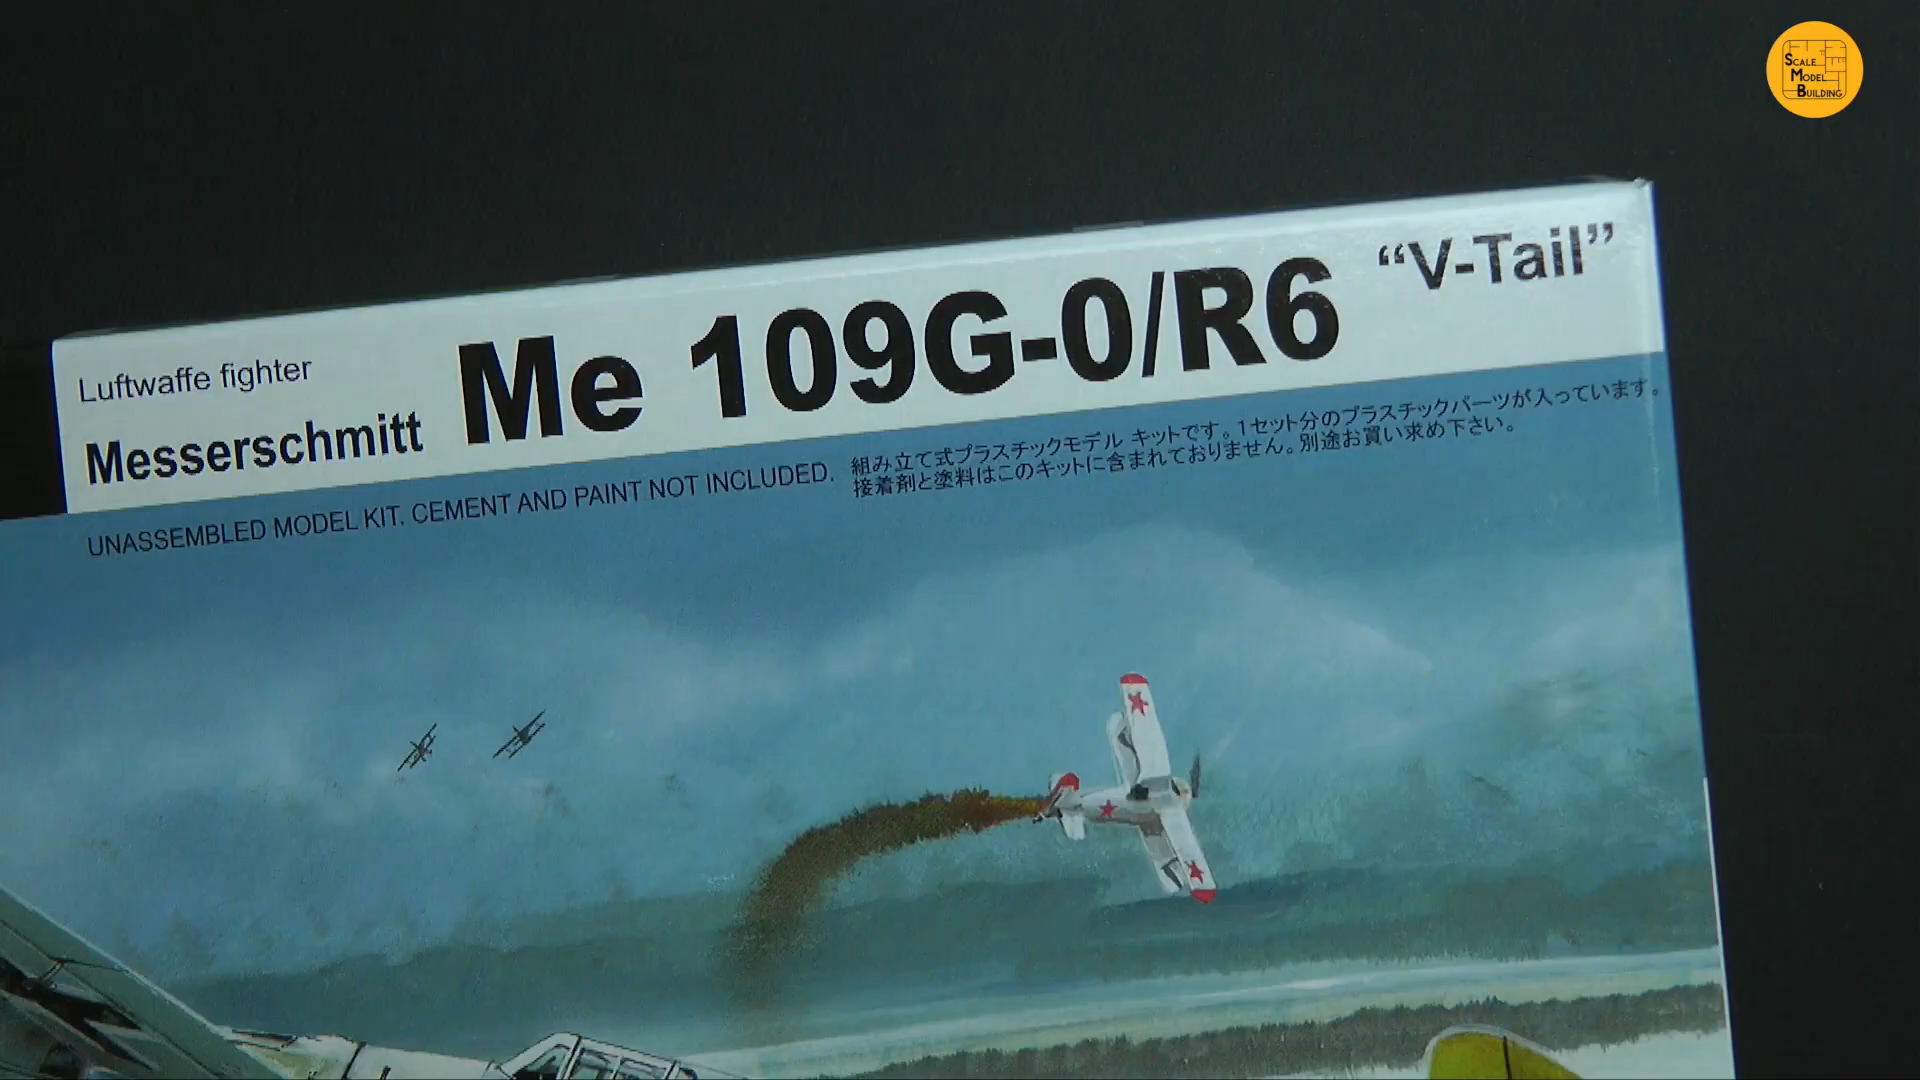 SCALE
MODEL
BUILDING
Luftwaffe fighter
Messerschmitt Me 109G-0/R6 “V-Tail”
UNASSEMBLED MODEL KIT. CEMENT AND PAINT NOT INCLUDED.
組み立て式プラスチックモデル キットです。1セット分のプラスチックパーツが入っています。
接着剤と塗料はこのキットに含まれておりません。別途お買い求め下さい。